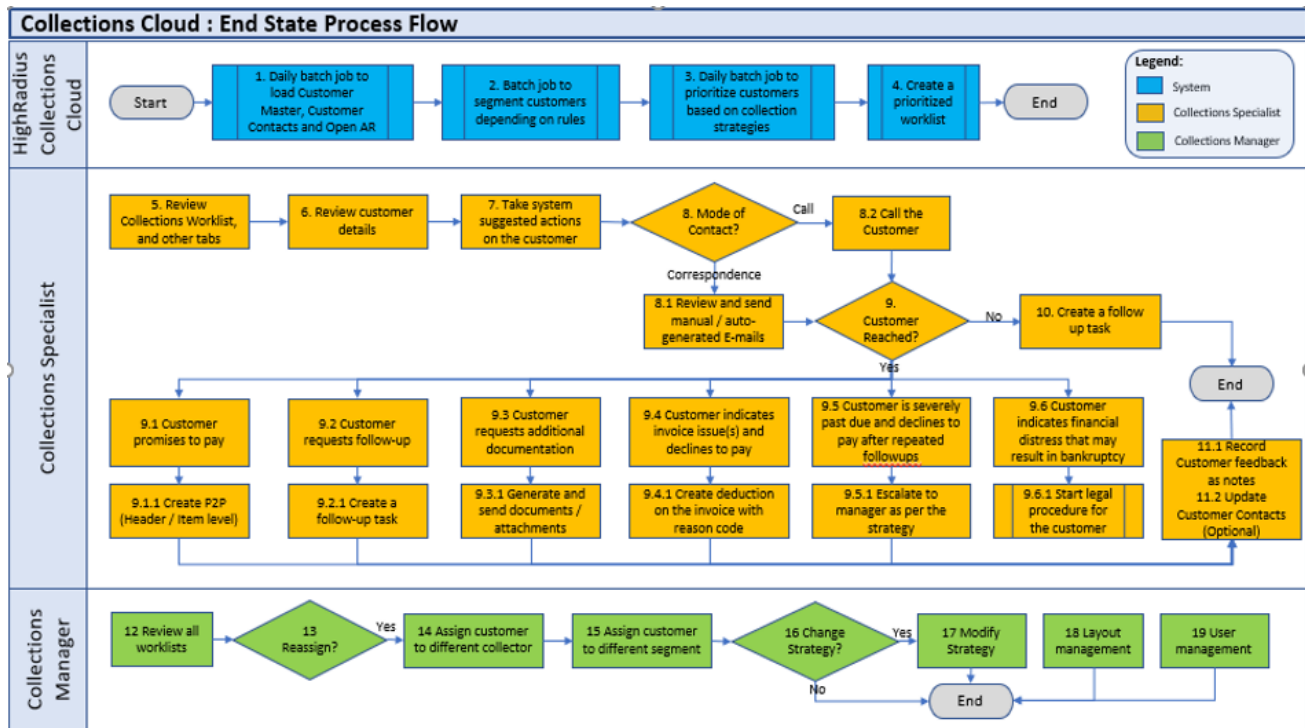 Collections Cloud : End State Process Flow
HighRadius
Collections
Cloud
Start
1. Daily batch job to
load Customer
Master, Customer
Contacts and Open AR
2. Batch job to
segment customers
depending on rules
3. Daily batch job to
prioritize customers
based on collection
strategies
4. Create a
prioritized
worklist
End
Legend:
System
Collections Specialist
Collections Manager
Collections Specialist
5. Review
Collections Worklist,
and other tabs
6. Review customer
details
7. Take system
suggested actions
on the customer
8. Mode of
Contact?
Call
8.2 Call the
Customer
Correspondence
8.1 Review and send
manual / auto-
generated E-mails
9.
Customer
Reached?
No
10. Create a follow
up task
Yes
End
9.1 Customer
promises to pay
9.2 Customer
requests follow-up
9.3 Customer
requests additional
documentation
9.4 Customer indicates
invoice issue(s) and
declines to pay
9.5 Customer is severely
past due and declines to
pay after repeated
followups
9.6 Customer
indicates financial
distress that may
result in bankruptcy
9.1.1 Create P2P
(Header / Item level)
9.2.1 Create a
follow-up task
9.3.1 Generate and
send documents /
attachments
9.4.1 Create deduction
on the invoice with
reason code
9.5.1 Escalate to
manager as per the
strategy
9.6.1 Start legal
procedure for
the customer
11.1 Record
Customer feedback
as notes
11.2 Update
Customer Contacts
(Optional)
Collections
Manager
12 Review all
worklists
13
Reassign?
Yes
14 Assign customer
to different collector
15 Assign customer
to different segment
16 Change
Strategy?
Yes
17 Modify
Strategy
18 Layout
management
19 User
management
No
End